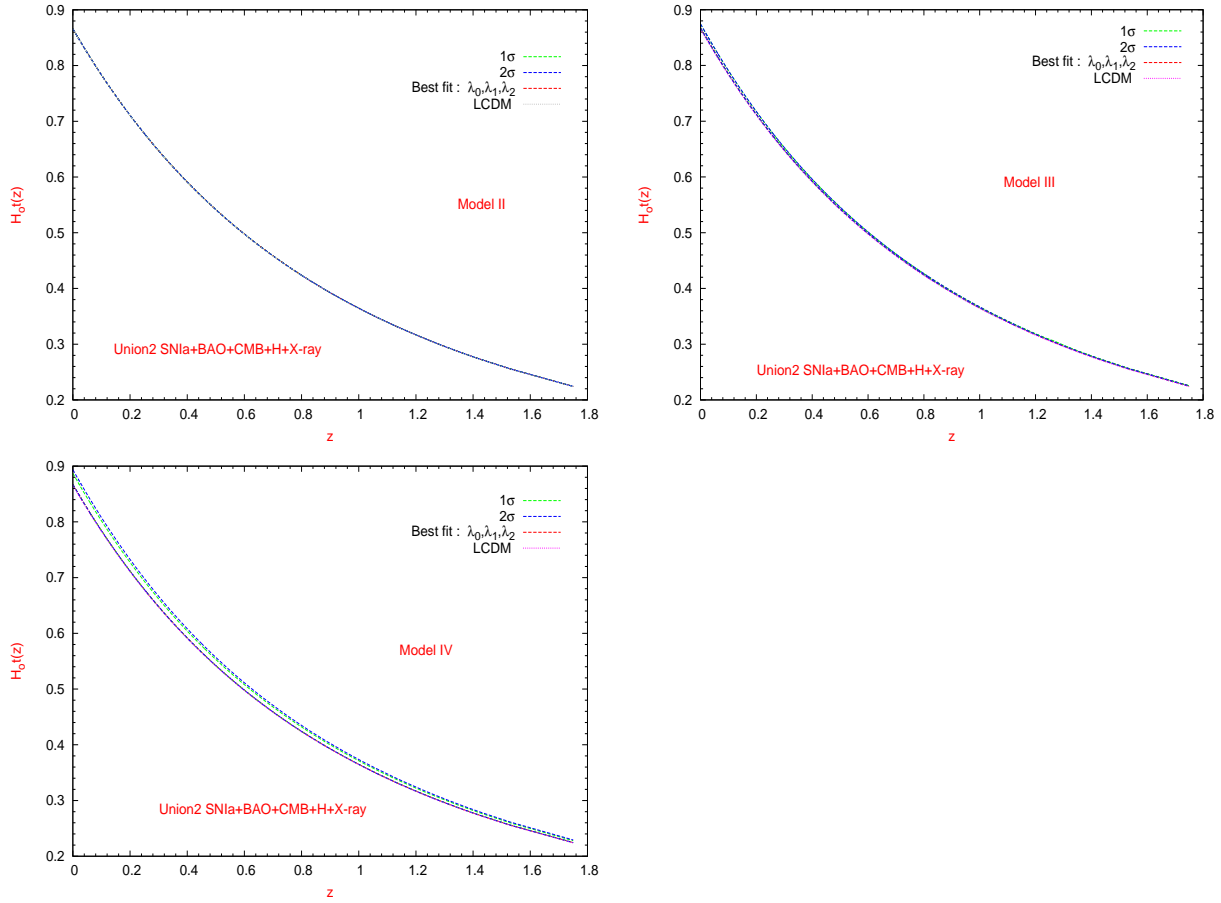 0.9
0.8
0.7
0.6
0.5
0.4
0.3
0.2
0 0.2 0.4 0.6 0.8 1 1.2 1.4 1.6 1.8
H₀t(z)
z
1σ
2σ
Best fit : λ₀,λ₁,λ₂
LCDM
Model II
Union2 SNIa+BAO+CMB+H+X-ray
0.9
0.8
0.7
0.6
0.5
0.4
0.3
0.2
0 0.2 0.4 0.6 0.8 1 1.2 1.4 1.6 1.8
H₀t(z)
z
1σ
2σ
Best fit : λ₀,λ₁,λ₂
LCDM
Model III
Union2 SNIa+BAO+CMB+H+X-ray
0.9
0.8
0.7
0.6
0.5
0.4
0.3
0.2
0 0.2 0.4 0.6 0.8 1 1.2 1.4 1.6 1.8
H₀t(z)
z
1σ
2σ
Best fit : λ₀,λ₁,λ₂
LCDM
Model IV
Union2 SNIa+BAO+CMB+H+X-ray